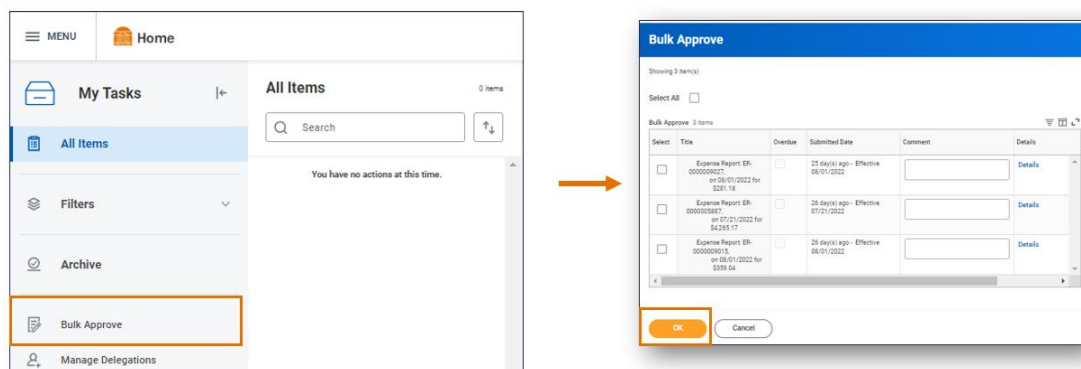 MENU
Home
My Tasks
All Items
Filters
Archive
Bulk Approve
Manage Delegations
All Items
0 items
Search
You have no actions at this time.
Bulk Approve
Showing 3 item(s)
Select All
Bulk Approve 3 items
Select Title Overdue Submitted Date Comment Details
Expense Report: ER-
0000009027,
on 08/01/2022 for
$281.18
25 day(s) ago - Effective
08/01/2022
Details
Expense Report: ER-
0000005887,
on 07/21/2022 for
$4,265.17
26 day(s) ago - Effective
07/21/2022
Details
Expense Report: ER-
0000009015,
on 08/01/2022 for
$359.04
26 day(s) ago - Effective
08/01/2022
Details
OK
Cancel